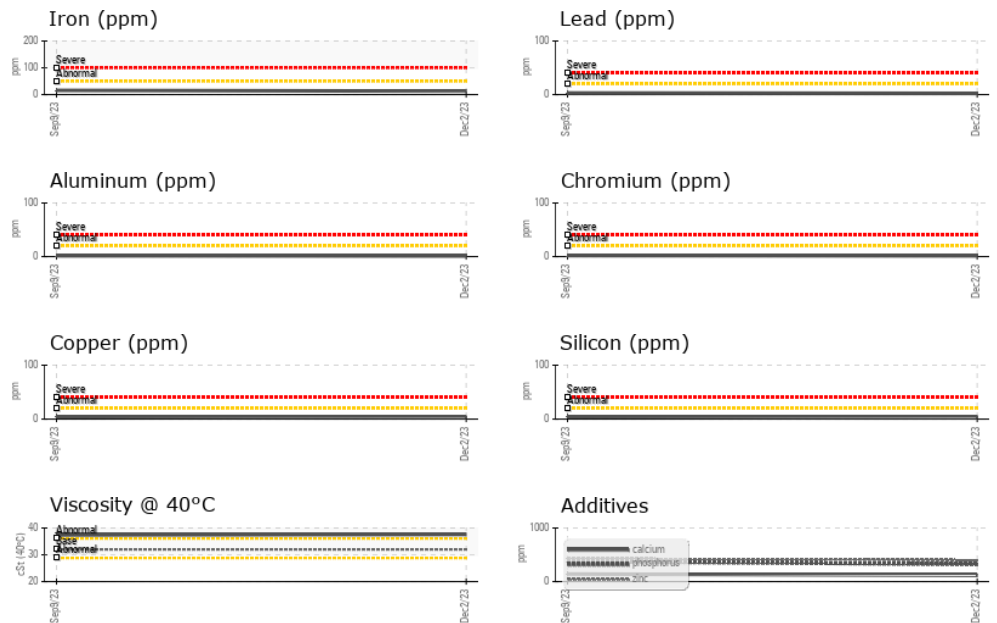 Iron (ppm)
200
100
0
ppm
Severe
Abnormal
Sep9/23
Dec2/23
Lead (ppm)
100
0
ppm
Severe
Abnormal
Sep9/23
Dec2/23
Aluminum (ppm)
100
0
ppm
Severe
Abnormal
Sep9/23
Dec2/23
Chromium (ppm)
100
0
ppm
Severe
Abnormal
Sep9/23
Dec2/23
Copper (ppm)
100
0
ppm
Severe
Abnormal
Sep9/23
Dec2/23
Silicon (ppm)
100
0
ppm
Severe
Abnormal
Sep9/23
Dec2/23
Viscosity @ 40°C
40
30
20
cSt (40°C)
Abnormal
Base
Abnormal
Sep9/23
Dec2/23
Additives
1000
0
ppm
calcium
phosphorus
zinc
Sep9/23
Dec2/23